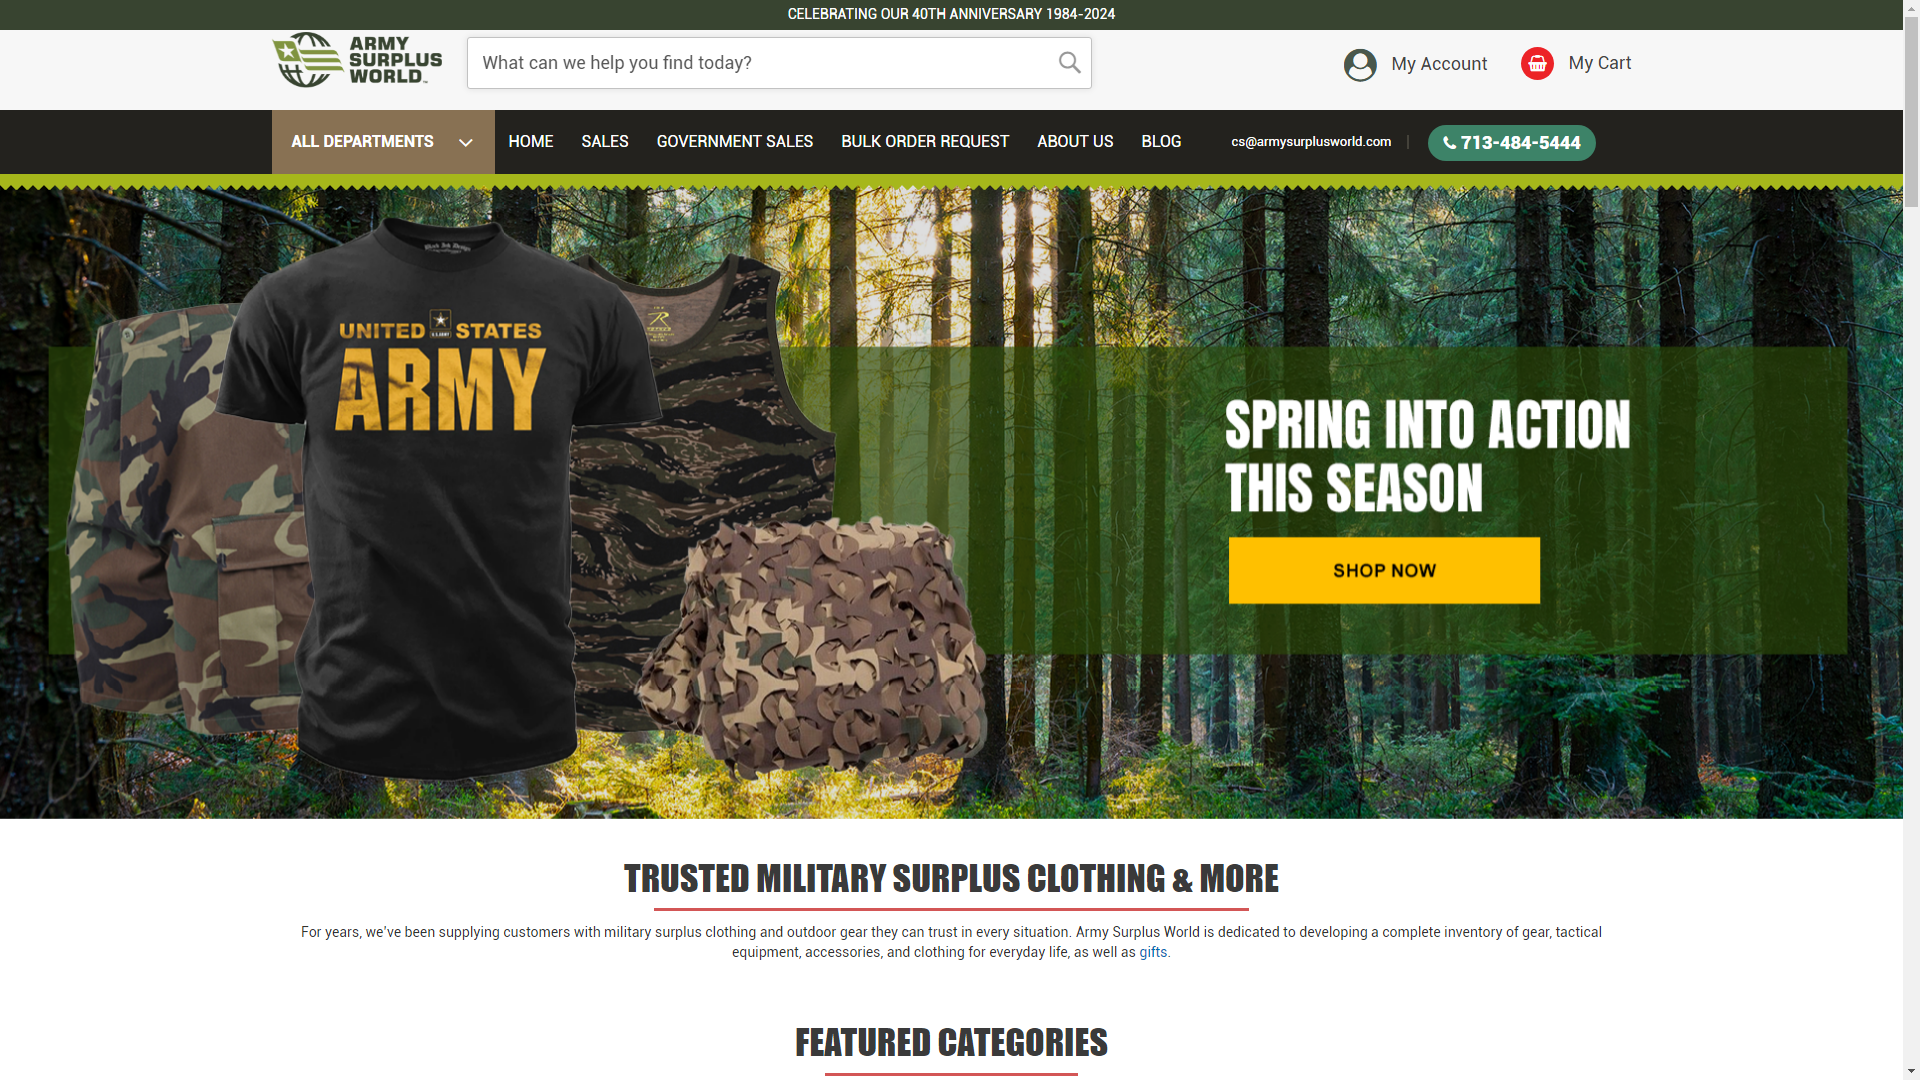 CELEBRATING OUR 40TH ANNIVERSARY 1984-2024
ARMY
SURPLUS
WORLD
What can we help you find today?
My Account
My Cart
ALL DEPARTMENTS
HOME
SALES
GOVERNMENT SALES
BULK ORDER REQUEST
ABOUT US
BLOG
cs@armysurplusworld.com
713-484-5444
UNITED STATES
U.S.ARMY
ARMY
SPRING INTO ACTION
THIS SEASON
SHOP NOW
TRUSTED MILITARY SURPLUS CLOTHING & MORE
For years, we've been supplying customers with military surplus clothing and outdoor gear they can trust in every situation. Army Surplus World is dedicated to developing a complete inventory of gear, tactical
equipment, accessories, and clothing for everyday life, as well as gifts.
FEATURED CATEGORIES